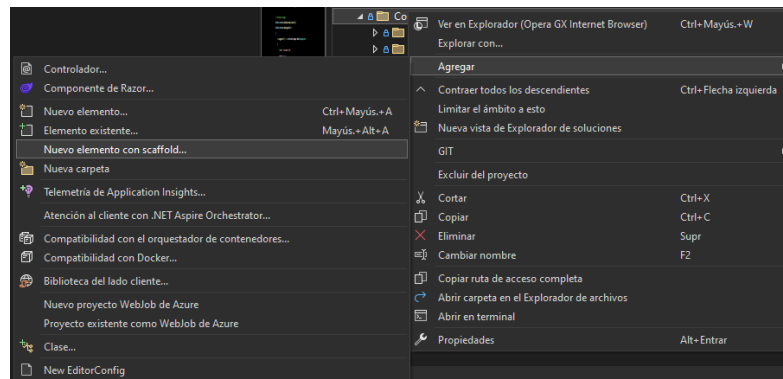 Co
Ver en Explorador (Opera GX Internet Browser) Ctrl+Mayús.+W
Explorar con...
Agregar
Contraer todos los descendientes Ctrl+Flecha izquierda
Limitar el ámbito a esto
Nueva vista de Explorador de soluciones
GIT
Excluir del proyecto
Cortar Ctrl+X
Copiar Ctrl+C
Eliminar Supr
Cambiar nombre F2
Copiar ruta de acceso completa
Abrir carpeta en el Explorador de archivos
Abrir en terminal
Propiedades Alt+Entrar
Controlador...
Componente de Razor...
Nuevo elemento... Ctrl+Mayús.+A
Elemento existente... Mayús.+Alt+A
Nuevo elemento con scaffold...
Nueva carpeta
Telemetría de Application Insights...
Atención al cliente con .NET Aspire Orchestrator...
Compatibilidad con el orquestador de contenedores...
Compatibilidad con Docker...
Biblioteca del lado cliente...
Nuevo proyecto WebJob de Azure
Proyecto existente como WebJob de Azure
Clase...
New EditorConfig